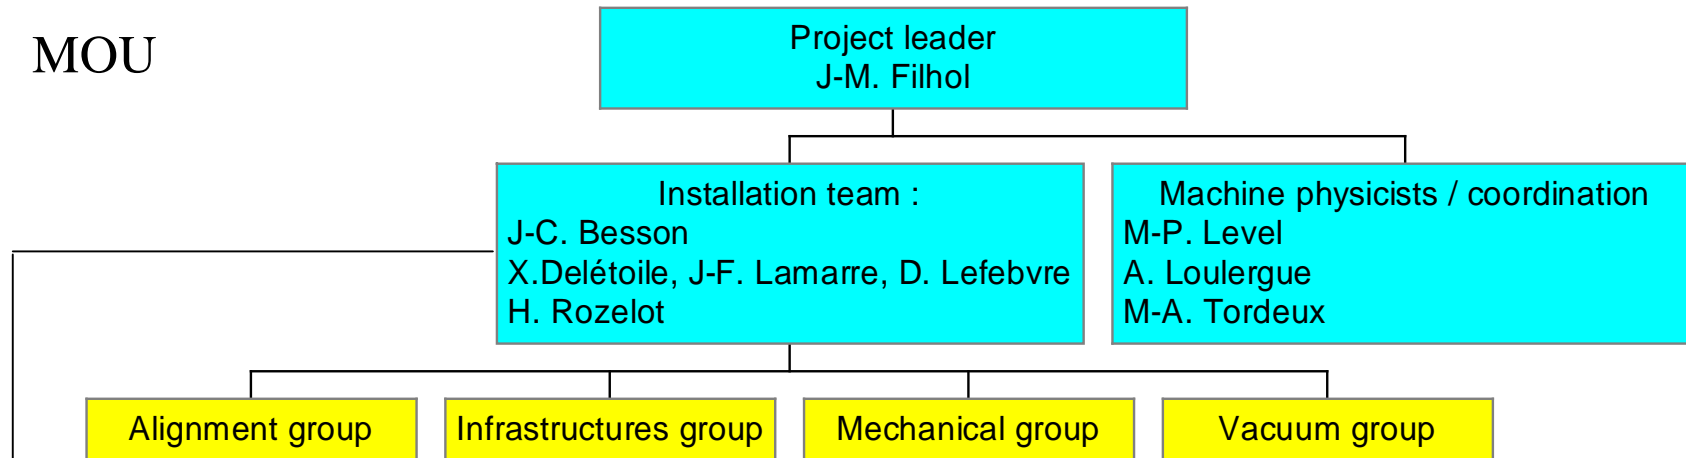 MOU
Project leader
J-M. Filhol
Installation team :
J-C. Besson
X.Delétoile, J-F. Lamarre, D. Lefebvre
H. Rozelot
Machine physicists / coordination
M-P. Level
A. Loulergue
M-A. Tordeux
Alignment group
Infrastructures group
Mechanical group
Vacuum group